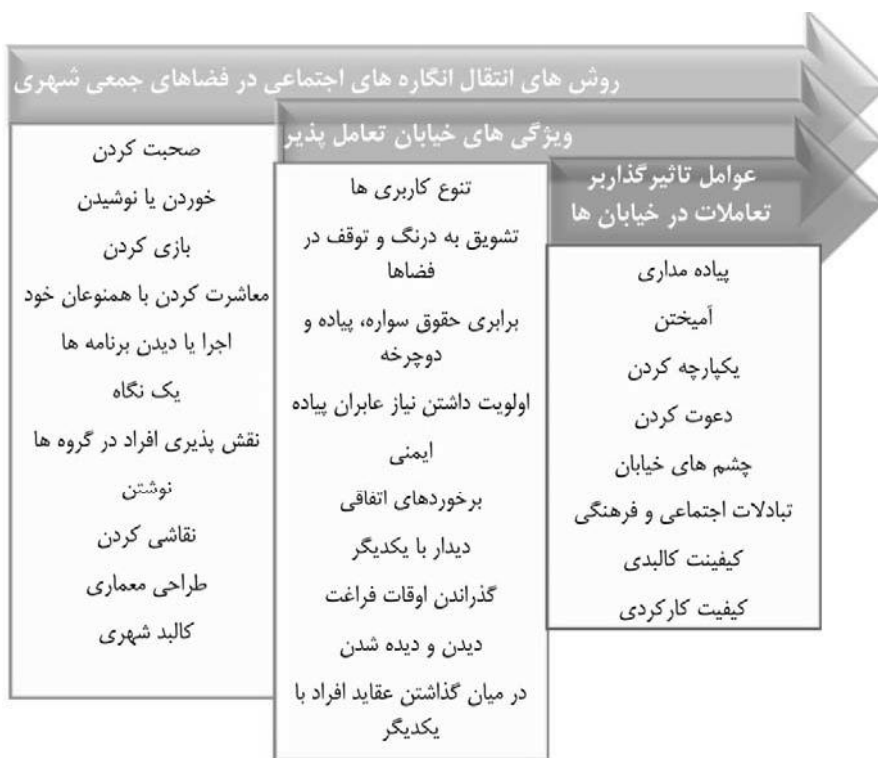 روش های انتقال انگاره های اجتماعی در فضاهای جمعی شهری
صحبت کردن
خوردن یا نوشیدن
بازی کردن
معاشرت کردن با همنوعان خود
اجرا یا دیدن برنامه ها
یک نگاه
نقش پذیری افراد در گروه ها
نوشتن
نقاشی کردن
طراحی معماری
کالبد شهری
ویژگی های خیابان تعامل پذیر
تنوع کاربری ها
تشویق به درنگ و توقف در
فضاها
برابری حقوق سواره، پیاده و
دوچرخه
اولویت داشتن نیاز عابران پیاده
ایمنی
برخوردهای اتفاقی
دیدار با یکدیگر
گذراندن اوقات فراغت
دیدن و دیده شدن
در میان گذاشتن عقاید افراد با
یکدیگر
عوامل تاثیرگذاربر
تعاملات در خیابان ها
پیاده مداری
آمیختن
یکپارچه کردن
دعوت کردن
چشم های خیابان
تبادلات اجتماعی و فرهنگی
کیفینت کالبدی
کیفیت کارکردی